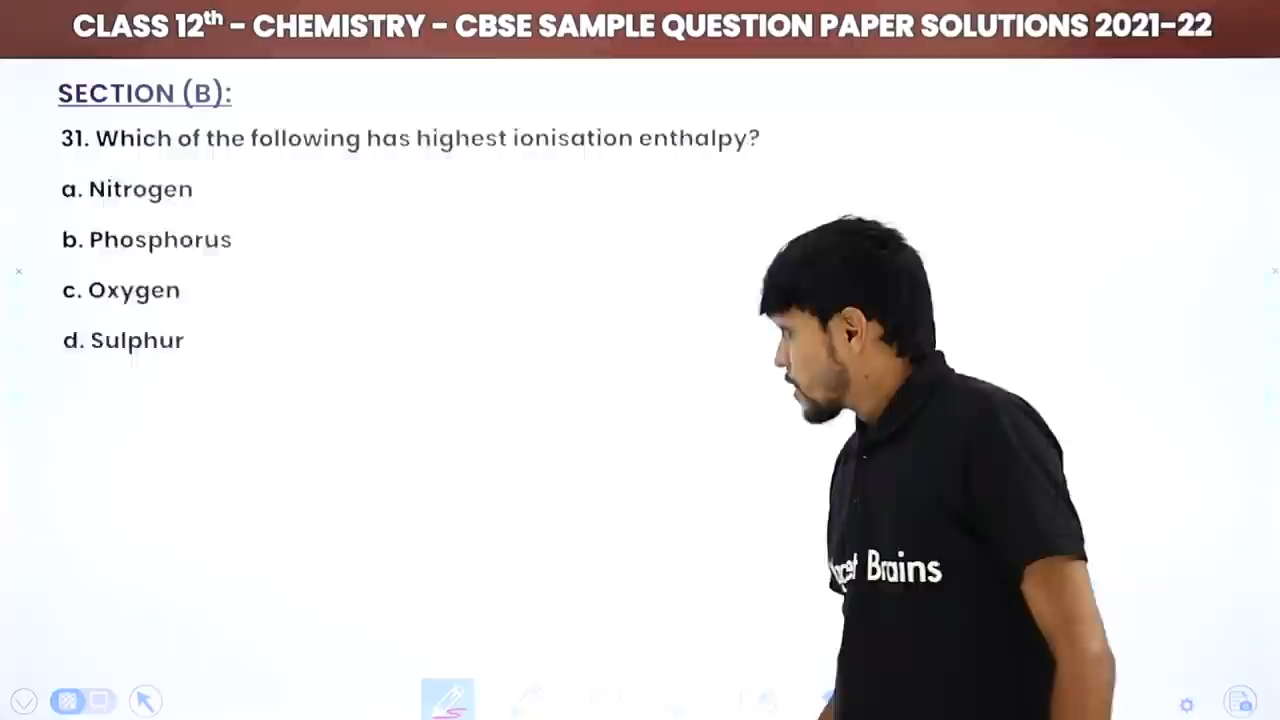 CLASS 12th - CHEMISTRY - CBSE SAMPLE QUESTION PAPER SOLUTIONS 2021-22
SECTION (B):
31. Which of the following has highest ionisation enthalpy?
a. Nitrogen
b. Phosphorus
c. Oxygen
d. Sulphur
Brains